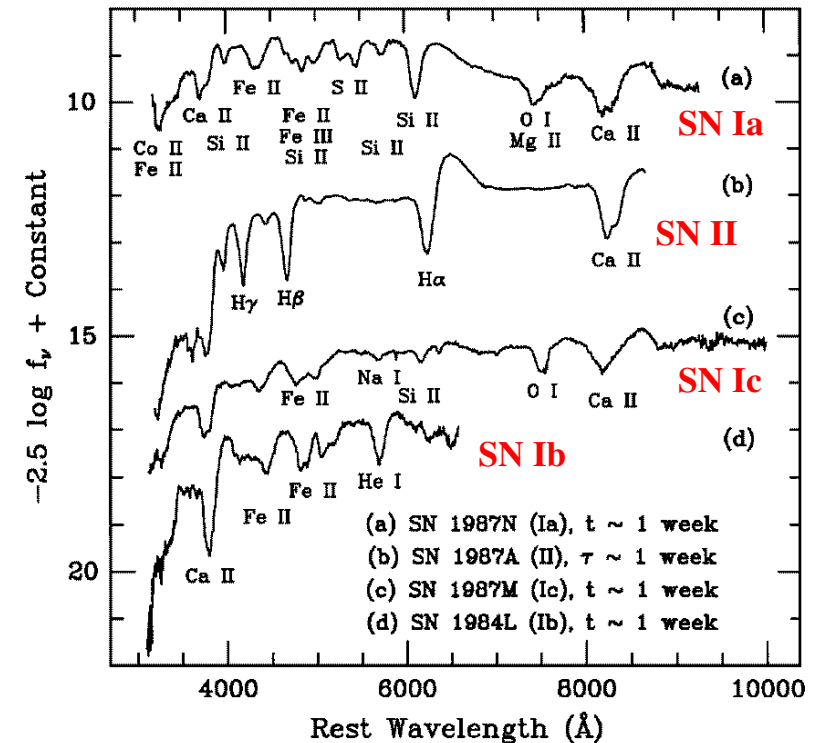 −2.5 log fν + Constant
10
15
20
Co II
Fe II
Ca II
Si II
Fe II
Fe II
Fe III
Si II
S II
Si II
Si II
O I
Mg II
Ca II
(a)
SN Ia
Hγ
Hβ
Hα
Ca II
(b)
SN II
Fe II
Na I
Si II
O I
Ca II
(c)
SN Ic
Ca II
Fe II
Fe II
He I
SN Ib
(d)
(a) SN 1987N (Ia), t ~ 1 week
(b) SN 1987A (II), τ ~ 1 week
(c) SN 1987M (Ic), t ~ 1 week
(d) SN 1984L (Ib), t ~ 1 week
4000
6000
8000
10000
Rest Wavelength (Å)